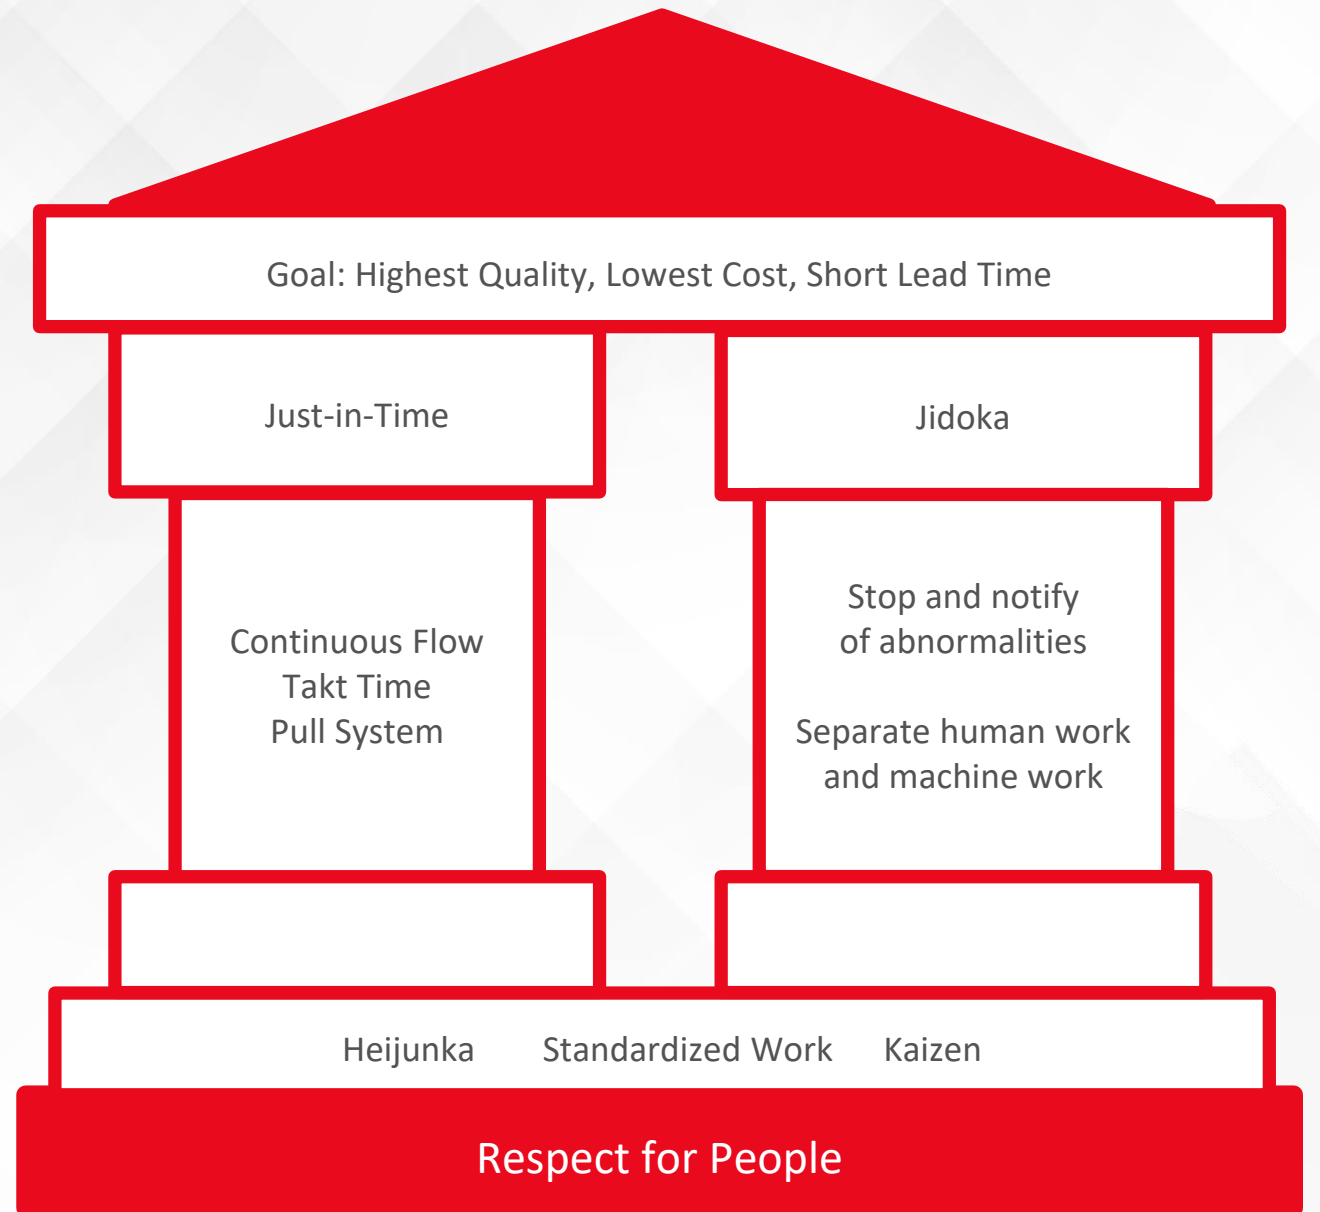 Goal: Highest Quality, Lowest Cost, Short Lead Time
Just-in-Time
Jidoka
Continuous Flow
Takt Time
Pull System
Stop and notify
of abnormalities
Separate human work
and machine work
Heijunka Standardized Work Kaizen
Respect for People